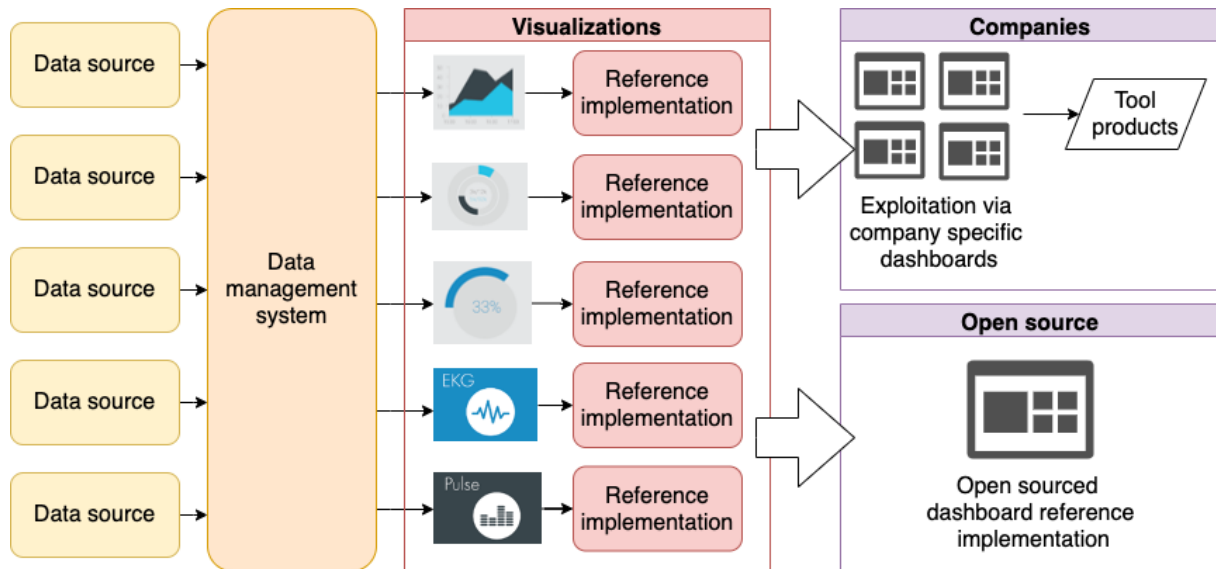 Data source
Data source
Data source
Data source
Data source
Data
management
system
Visualizations
Reference
implementation
Reference
implementation
33%
Reference
implementation
EKG
Reference
implementation
Pulse
Reference
implementation
Companies
Tool
products
Exploitation via
company specific
dashboards
Open source
Open sourced
dashboard reference
implementation